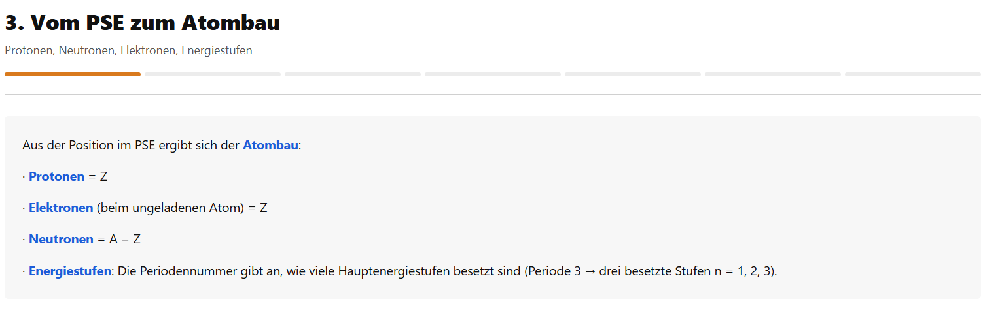 3. Vom PSE zum Atombau
Protonen, Neutronen, Elektronen, Energiestufen
Aus der Position im PSE ergibt sich der Atombau:
· Protonen = Z
· Elektronen (beim ungeladenen Atom) = Z
· Neutronen = A − Z
· Energiestufen: Die Periodennummer gibt an, wie viele Hauptenergiestufen besetzt sind (Periode 3 → drei besetzte Stufen n = 1, 2, 3).